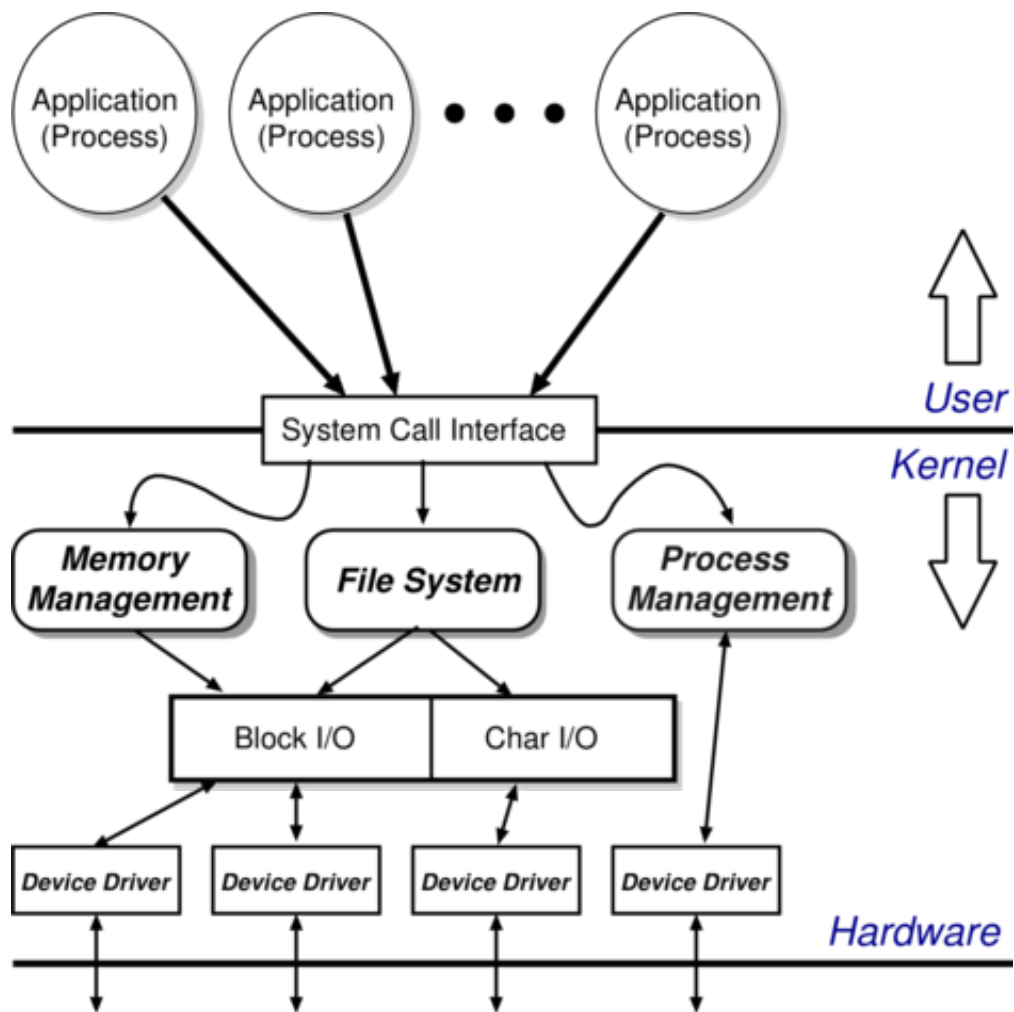 Application
(Process)
Application
(Process)
Application
(Process)
User
System Call Interface
Kernel
Memory
Management
File System
Process
Management
Block I/O
Char I/O
Device Driver
Device Driver
Device Driver
Device Driver
Hardware